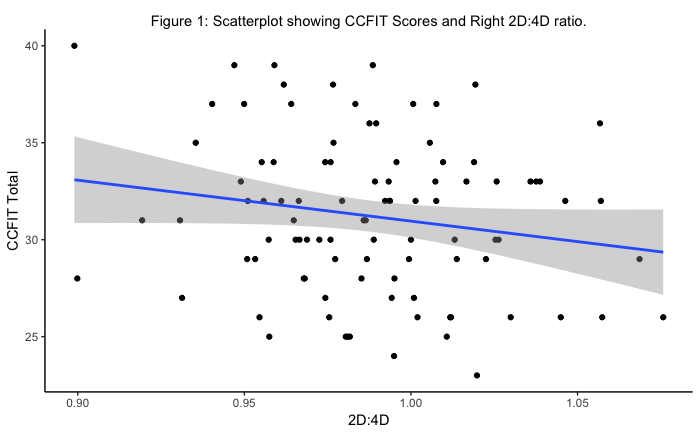 Figure 1: Scatterplot showing CCFIT Scores and Right 2D:4D ratio.
40
35
30
25
CCFIT Total
0.90 0.95 1.00 1.05
2D:4D